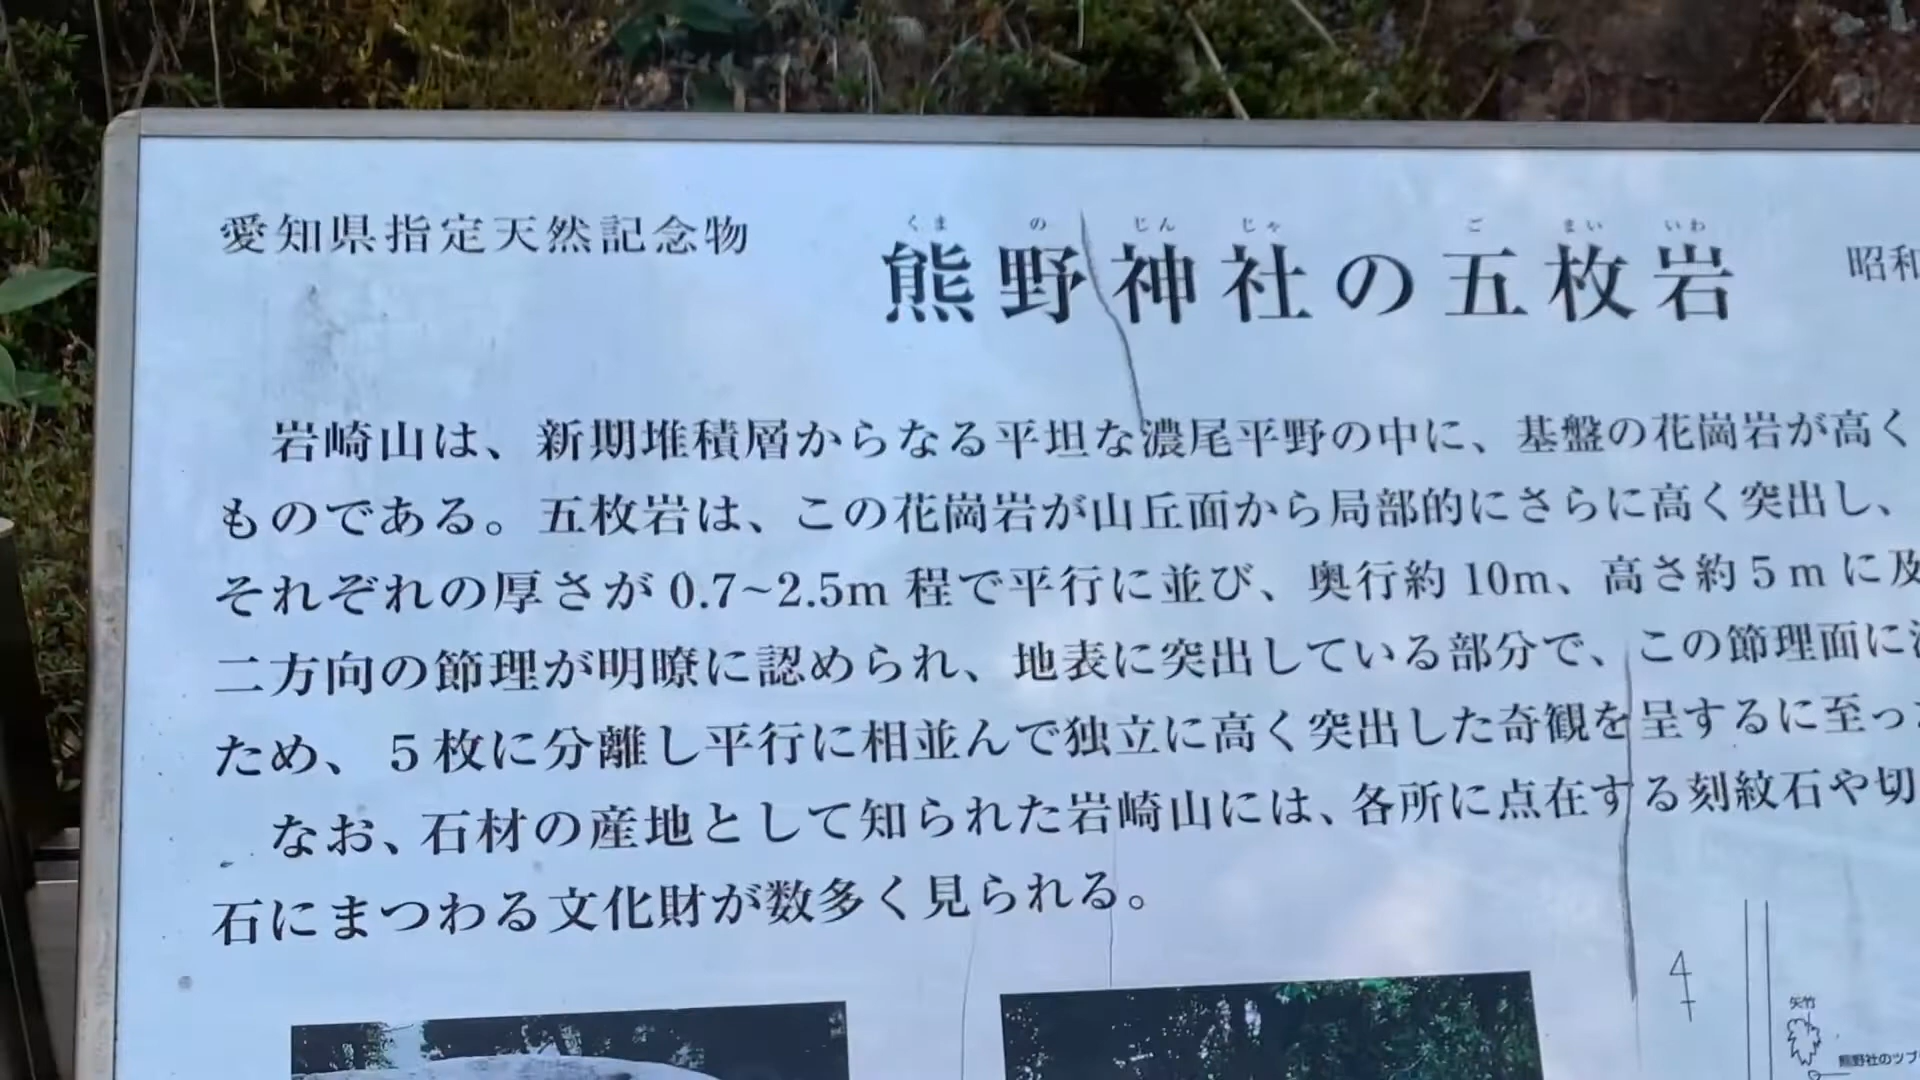 愛知県指定天然記念物
くま の じん じゃ ご まい いわ
熊野神社の五枚岩
昭和
岩崎山は、新期堆積層からなる平坦な濃尾平野の中に、基盤の花崗岩が高く
ものである。五枚岩は、この花崗岩が山丘面から局部的にさらに高く突出し、
それぞれの厚さが0.7~2.5m 程で平行に並び、奥行約10m、高さ約5mに及
二方向の節理が明瞭に認められ、地表に突出している部分で、この節理面に
ため、5枚に分離し平行に相並んで独立に高く突出した奇観を呈するに至っ
なお、石材の産地として知られた岩崎山には、各所に点在する刻紋石や切
石にまつわる文化財が数多く見られる。
矢竹
熊野社のツブ